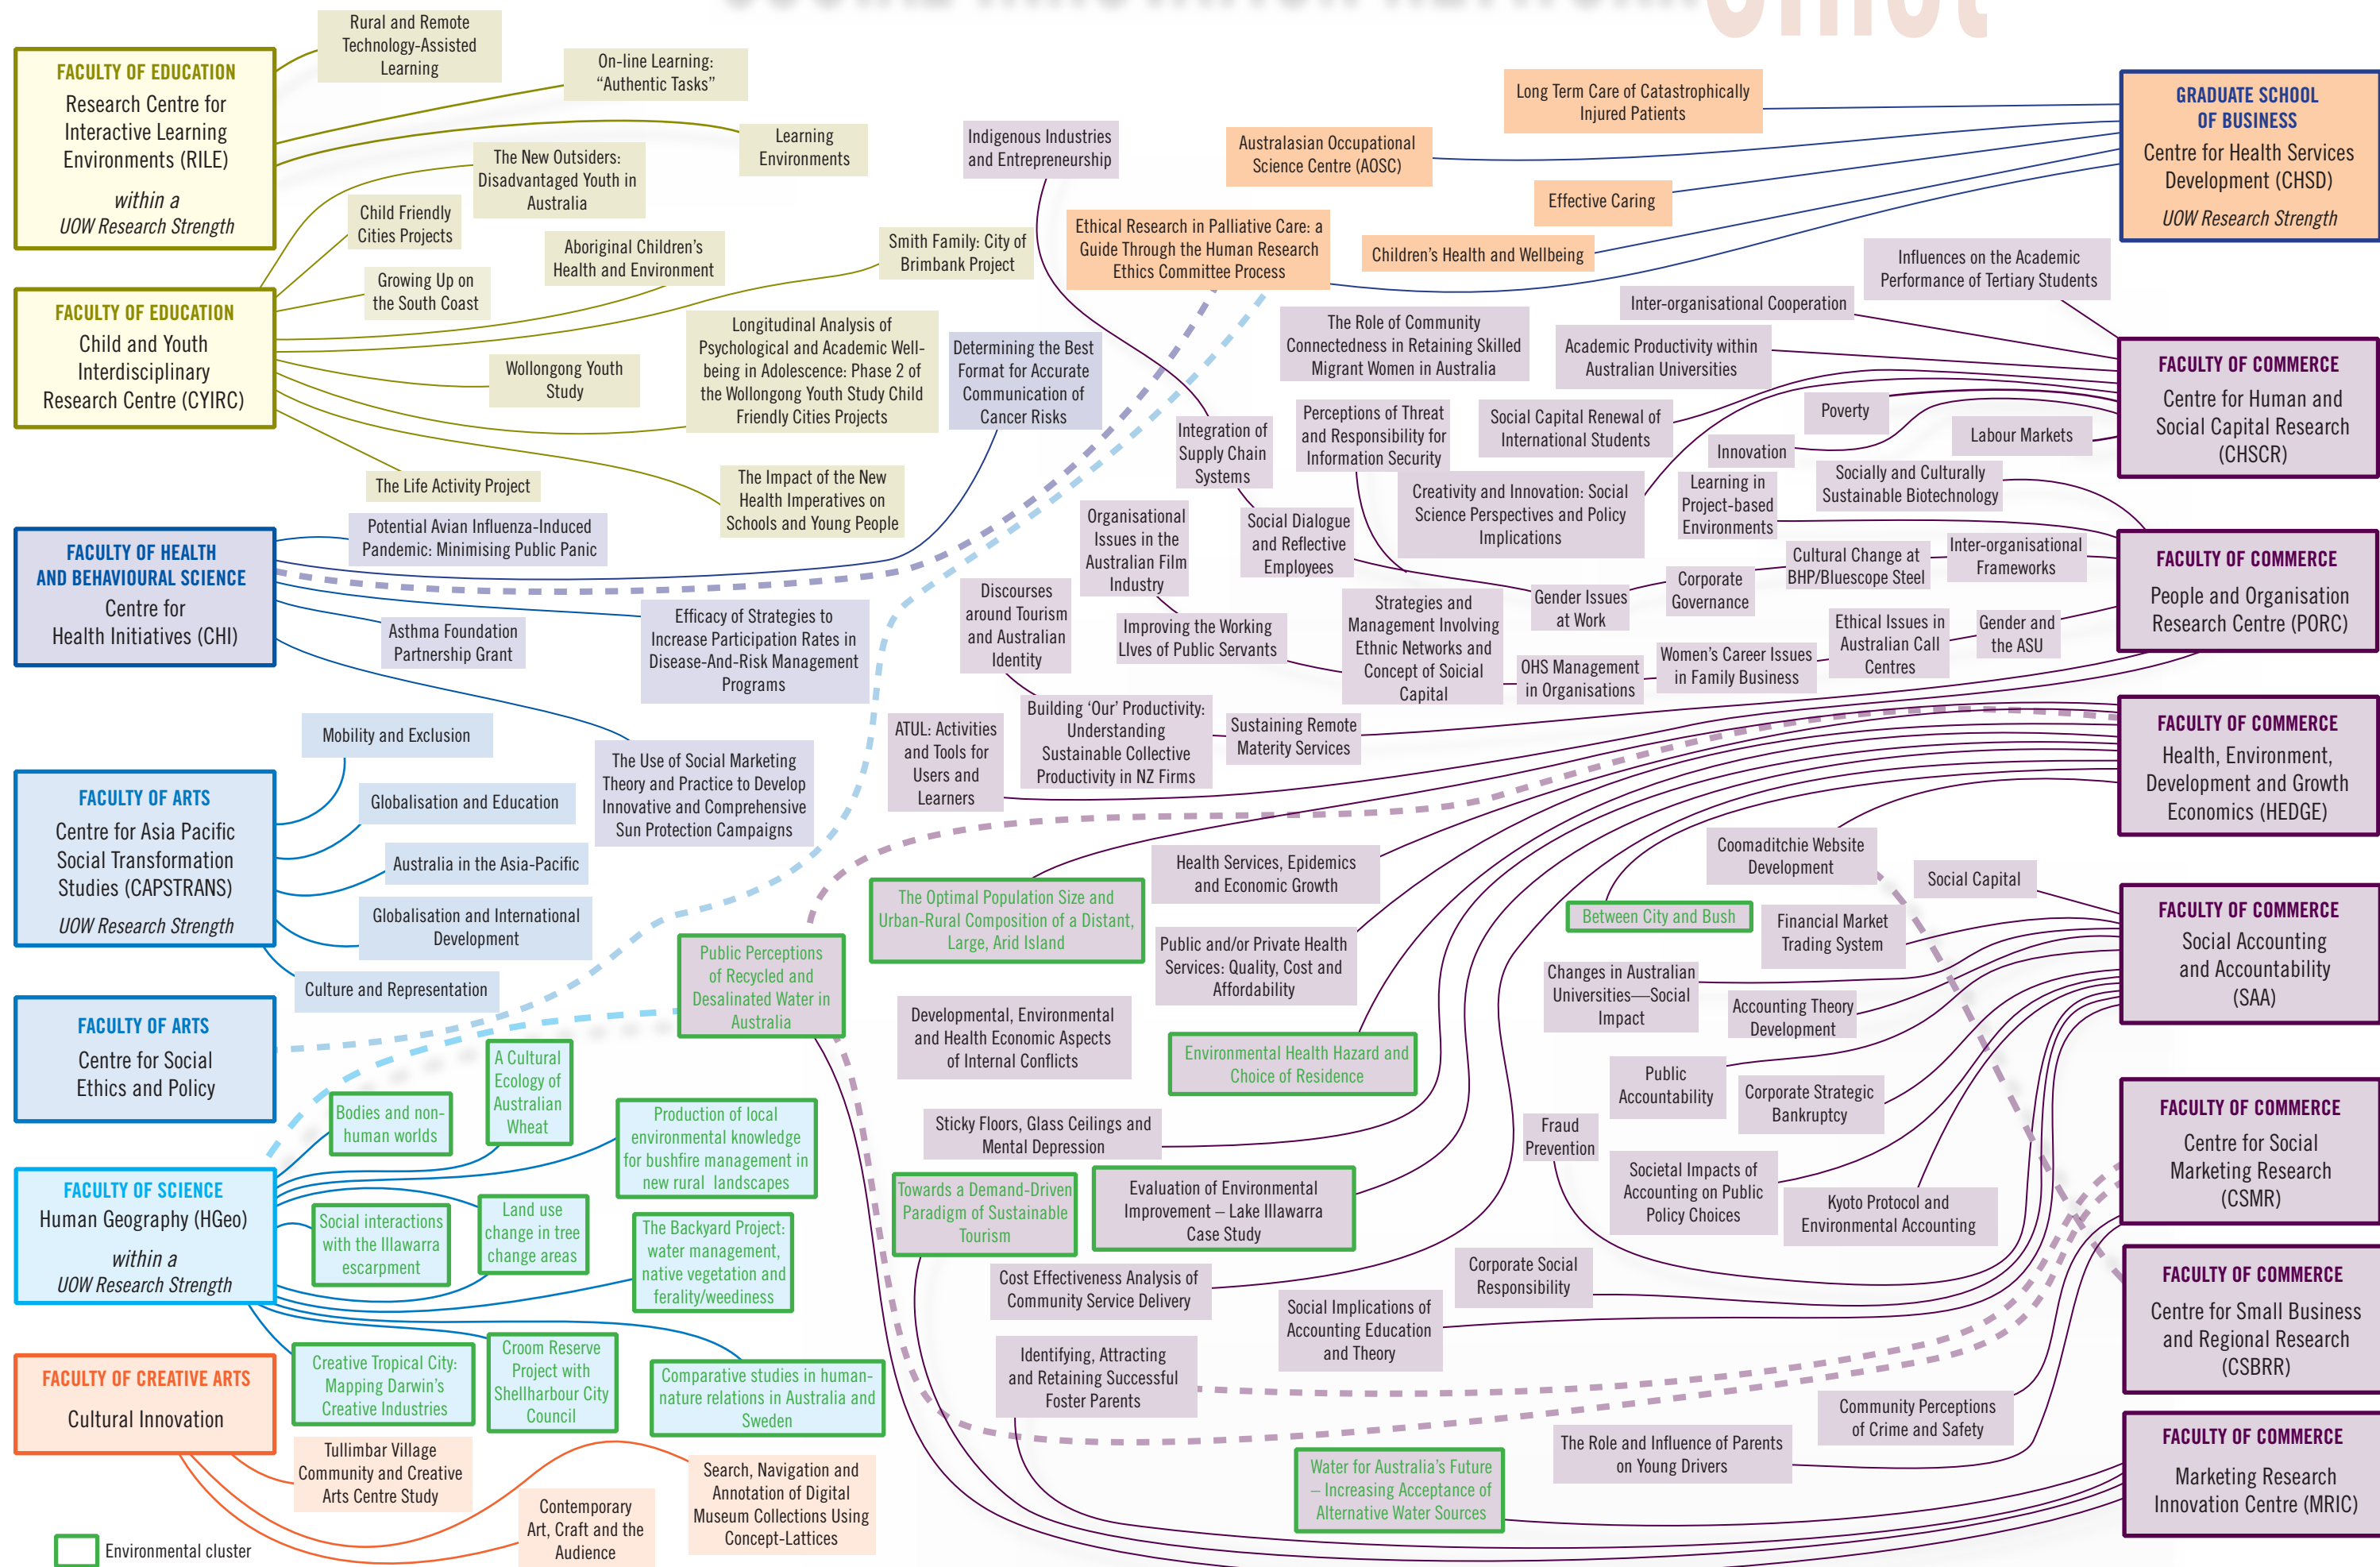 FACULTY OF EDUCATION
Research Centre for
Interactive Learning
Environments (RILE)
within a
UOW Research Strength
Rural and Remote
Technology-Assisted
Learning
On-line Learning:
“Authentic Tasks”
Learning
Environments
The New Outsiders:
Disadvantaged Youth in
Australia
Child Friendly
Cities Projects
Aboriginal Children’s
Health and Environment
Smith Family: City of
Brimbank Project
Growing Up on
the South Coast
FACULTY OF EDUCATION
Child and Youth
Interdisciplinary
Research Centre (CYIRC)
Wollongong Youth
Study
Longitudinal Analysis of
Psychological and Academic Well-
being in Adolescence: Phase 2 of
the Wollongong Youth Study Child
Friendly Cities Projects
The Life Activity Project
The Impact of the New
Health Imperatives on
Schools and Young People
Determining the Best
Format for Accurate
Communication of
Cancer Risks
FACULTY OF HEALTH
AND BEHAVIOURAL SCIENCE
Centre for
Health Initiatives (CHI)
Potential Avian Influenza-Induced
Pandemic: Minimising Public Panic
Asthma Foundation
Partnership Grant
Efficacy of Strategies to
Increase Participation Rates in
Disease-And-Risk Management
Programs
The Use of Social Marketing
Theory and Practice to Develop
Innovative and Comprehensive
Sun Protection Campaigns
FACULTY OF ARTS
Centre for Asia Pacific
Social Transformation
Studies (CAPSTRANS)
UOW Research Strength
Mobility and Exclusion
Globalisation and Education
Australia in the Asia-Pacific
Globalisation and International
Development
Culture and Representation
FACULTY OF ARTS
Centre for Social
Ethics and Policy
FACULTY OF SCIENCE
Human Geography (HGeo)
within a
UOW Research Strength
Bodies and non-
human worlds
A Cultural
Ecology of
Australian
Wheat
Production of local
environmental knowledge
for bushfire management in
new rural landscapes
Social interactions
with the Illawarra
escarpment
Land use
change in tree
change areas
The Backyard Project:
water management,
native vegetation and
ferality/weediness
Creative Tropical City:
Mapping Darwin’s
Creative Industries
Croom Reserve
Project with
Shellharbour City
Council
Comparative studies in human-
nature relations in Australia and
Sweden
FACULTY OF CREATIVE ARTS
Cultural Innovation
Tullimbar Village
Community and Creative
Arts Centre Study
Contemporary
Art, Craft and the
Audience
Search, Navigation and
Annotation of Digital
Museum Collections Using
Concept-Lattices
Environmental cluster
Indigenous Industries
and Entrepreneurship
Long Term Care of Catastrophically
Injured Patients
Australasian Occupational
Science Centre (AOSC)
Effective Caring
Ethical Research in Palliative Care: a
Guide Through the Human Research
Ethics Committee Process
Children’s Health and Wellbeing
GRADUATE SCHOOL
OF BUSINESS
Centre for Health Services
Development (CHSD)
UOW Research Strength
Influences on the Academic
Performance of Tertiary Students
Inter-organisational Cooperation
The Role of Community
Connectedness in Retaining Skilled
Migrant Women in Australia
Academic Productivity within
Australian Universities
FACULTY OF COMMERCE
Centre for Human and
Social Capital Research
(CHSCR)
Perceptions of Threat
and Responsibility for
Information Security
Social Capital Renewal of
International Students
Poverty
Labour Markets
Innovation
Integration of
Supply Chain
Systems
Creativity and Innovation: Social
Science Perspectives and Policy
Implications
Learning in
Project-based
Environments
Socially and Culturally
Sustainable Biotechnology
Organisational
Issues in the
Australian Film
Industry
Social Dialogue
and Reflective
Employees
Gender Issues
at Work
Corporate
Governance
Cultural Change at
BHP/Bluescope Steel
Inter-organisational
Frameworks
FACULTY OF COMMERCE
People and Organisation
Research Centre (PORC)
Discourses
around Tourism
and Australian
Identity
Improving the Working
LIves of Public Servants
Strategies and
Management Involving
Ethnic Networks and
Concept of Soicial
Capital
OHS Management
in Organisations
Women’s Career Issues
in Family Business
Ethical Issues in
Australian Call
Centres
Gender and
the ASU
ATUL: Activities
and Tools for
Users and
Learners
Building ‘Our’ Productivity:
Understanding
Sustainable Collective
Productivity in NZ Firms
Sustaining Remote
Materity Services
FACULTY OF COMMERCE
Health, Environment,
Development and Growth
Economics (HEDGE)
Coomaditchie Website
Development
Health Services, Epidemics
and Economic Growth
The Optimal Population Size and
Urban-Rural Composition of a Distant,
Large, Arid Island
Between City and Bush
Public Perceptions
of Recycled and
Desalinated Water in
Australia
Public and/or Private Health
Services: Quality, Cost and
Affordability
Developmental, Environmental
and Health Economic Aspects
of Internal Conflicts
Environmental Health Hazard and
Choice of Residence
Sticky Floors, Glass Ceilings and
Mental Depression
Towards a Demand-Driven
Paradigm of Sustainable
Tourism
Evaluation of Environmental
Improvement – Lake Illawarra
Case Study
Cost Effectiveness Analysis of
Community Service Delivery
Social Capital
Financial Market
Trading System
FACULTY OF COMMERCE
Social Accounting
and Accountability
(SAA)
Changes in Australian
Universities—Social
Impact
Accounting Theory
Development
Public
Accountability
Corporate Strategic
Bankruptcy
Fraud
Prevention
Societal Impacts of
Accounting on Public
Policy Choices
Kyoto Protocol and
Environmental Accounting
Corporate Social
Responsibility
Social Implications of
Accounting Education
and Theory
FACULTY OF COMMERCE
Centre for Social
Marketing Research
(CSMR)
FACULTY OF COMMERCE
Centre for Small Business
and Regional Research
(CSBRR)
Identifying, Attracting
and Retaining Successful
Foster Parents
Community Perceptions
of Crime and Safety
The Role and Influence of Parents
on Young Drivers
Water for Australia’s Future
– Increasing Acceptance of
Alternative Water Sources
FACULTY OF COMMERCE
Marketing Research
Innovation Centre (MRIC)